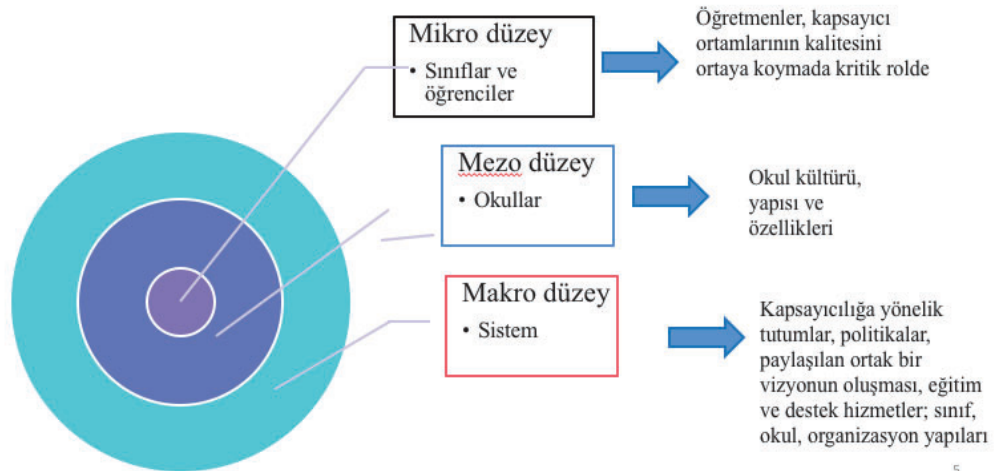 Mikro düzey
• Sınıflar ve
öğrenciler
Öğretmenler, kapsayıcı
ortamlarının kalitesini
ortaya koymada kritik rolde
Mezo düzey
• Okullar
Okul kültürü,
yapısı ve
özellikleri
Makro düzey
• Sistem
Kapsayıcılığa yönelik
tutumlar, politikalar,
paylaşılan ortak bir
vizyonun oluşması, eğitim
ve destek hizmetler; sınıf,
okul, organizasyon yapıları
5